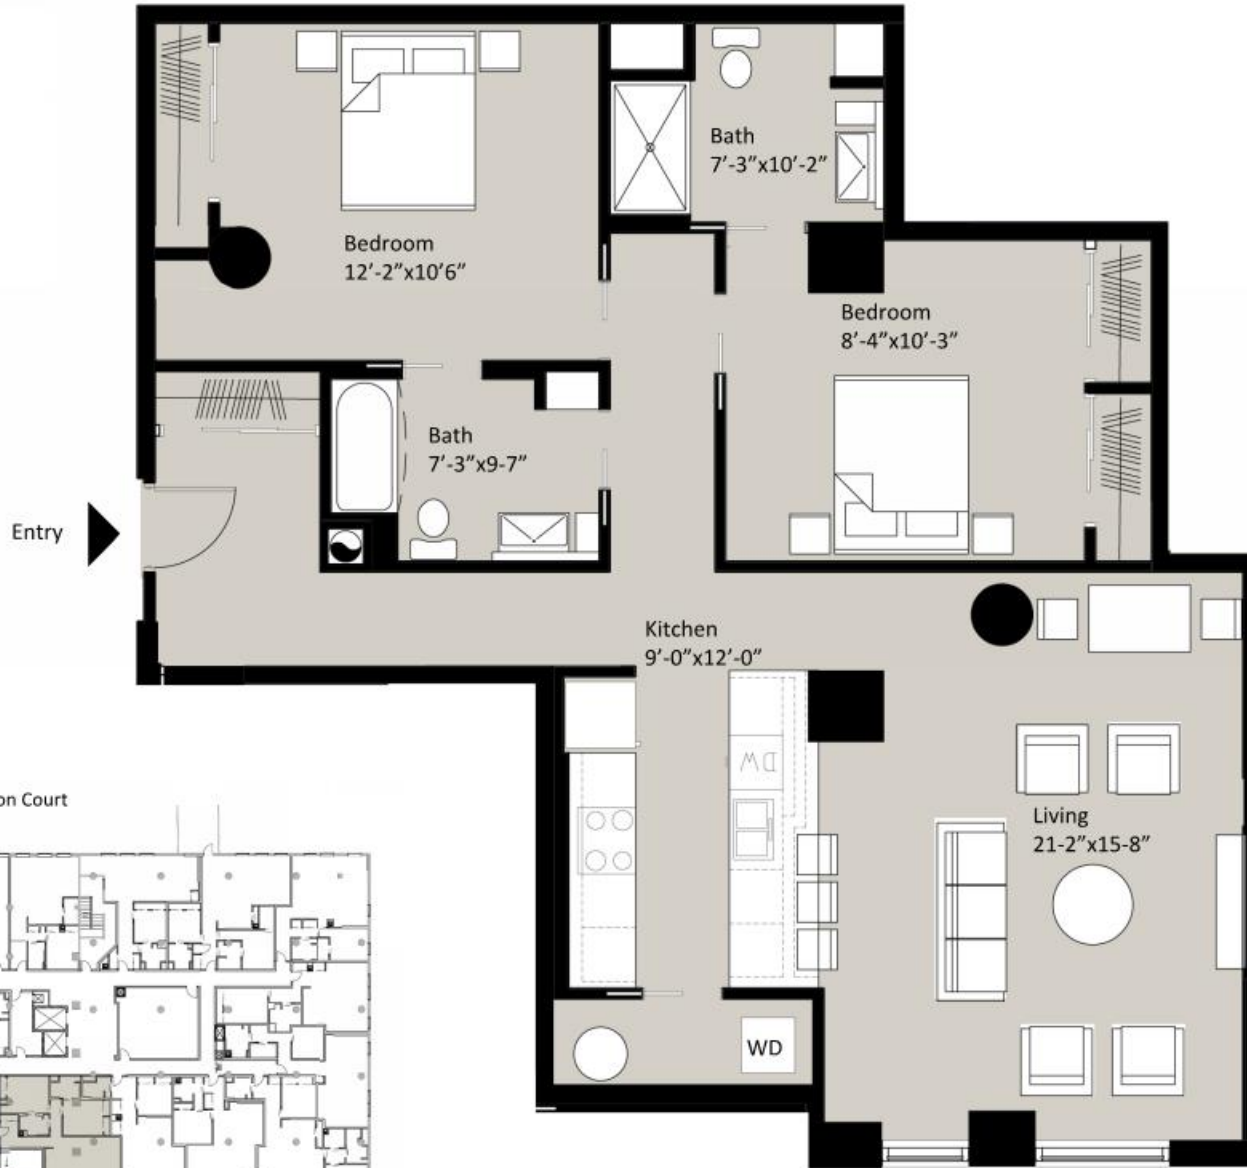 Bath
7'-3"x10'-2"
Bedroom
12'-2"x10'6"
Bedroom
8'-4"x10'-3"
Bath
7'-3"x9-7"
Entry
Kitchen
9'-0"x12'-0"
DW
on Court
Living
21-2"x15-8"
WD